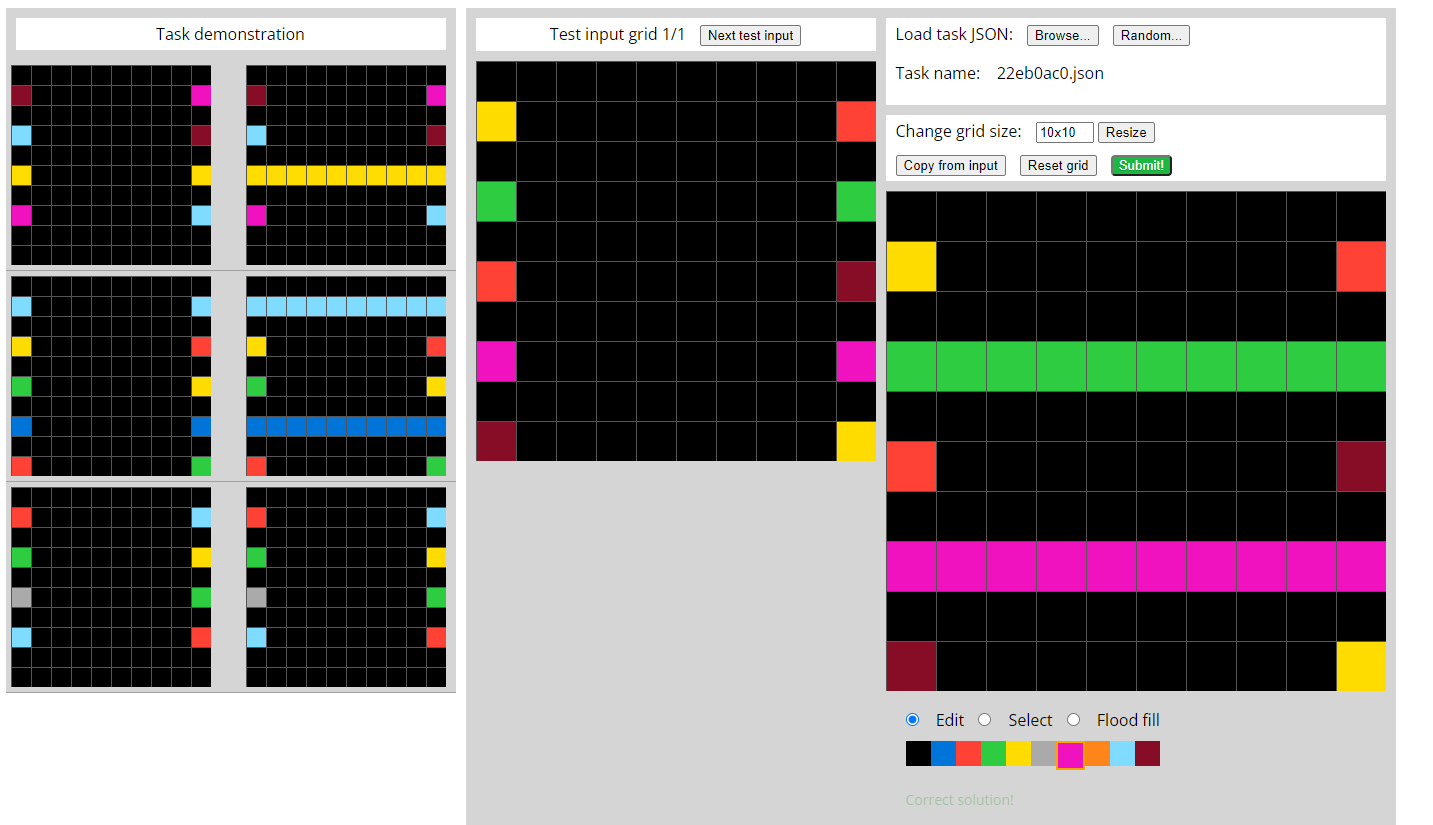 Task demonstration
Test input grid 1/1 Next test input
Load task JSON: Browse... Random...
Task name: 22eb0ac0.json
Change grid size: 10x10 Resize
Copy from input Reset grid Submit!
Edit Select Flood fill
Correct solution!